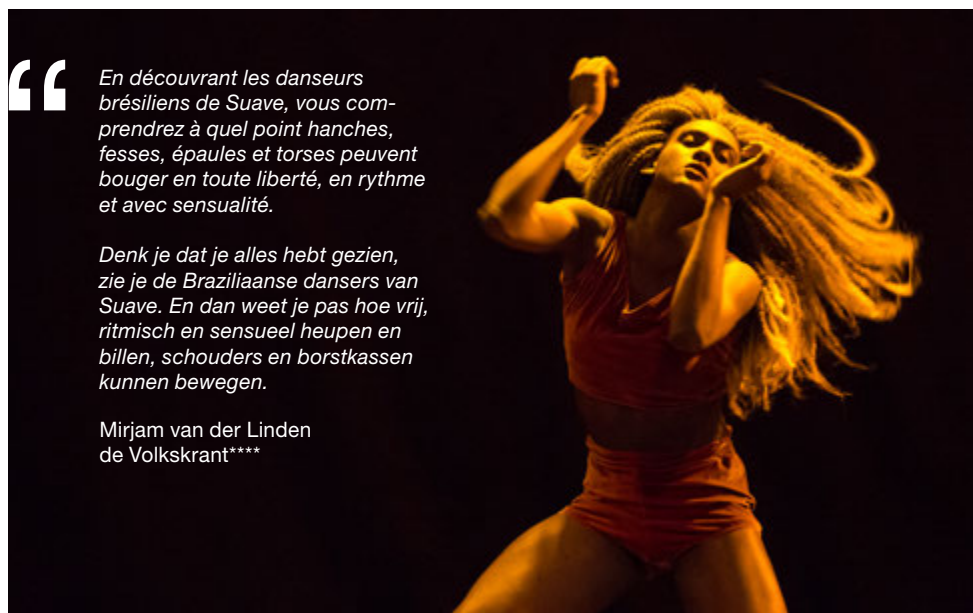 “
En découvrant les danseurs
brésiliens de Suave, vous com-
prendrez à quel point hanches,
fesses, épaules et torses peuvent
bouger en toute liberté, en rythme
et avec sensualité.
Denk je dat je alles hebt gezien,
zie je de Braziliaanse dansers van
Suave. En dan weet je pas hoe vrij,
ritmisch en sensueel heupen en
billen, schouders en borstkassen
kunnen bewegen.
Mirjam van der Linden
de Volkskrant****